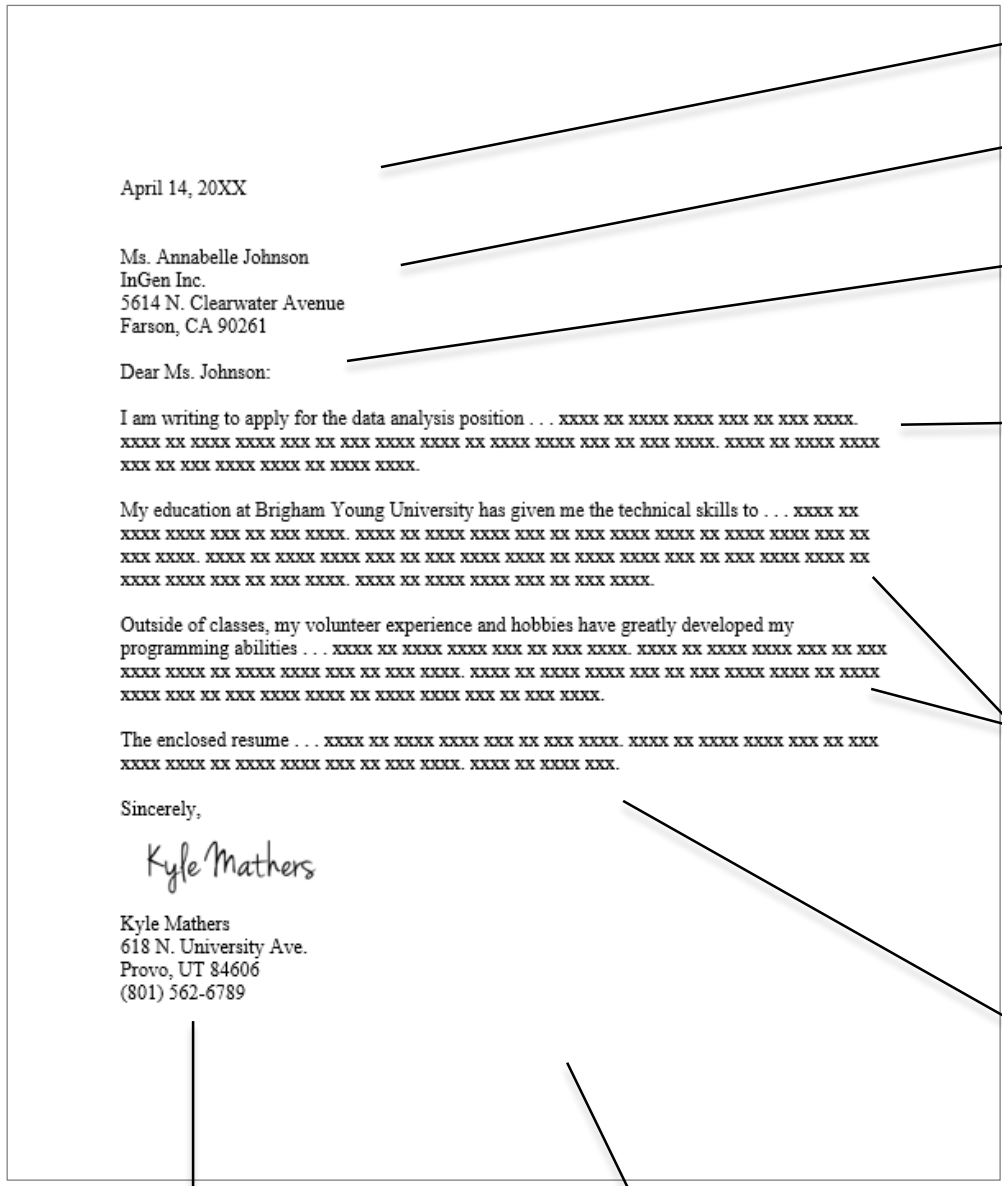 April 14, 20XX
Ms. Annabelle Johnson
InGen Inc.
5614 N. Clearwater Avenue
Farson, CA 90261
Dear Ms. Johnson:
I am writing to apply for the data analysis position . . . xxxx xx xxxx xxxx xxx xx xxx xxxx.
xxxx xx xxxx xxxx xxx xx xxx xxxx xxxx xx xxxx xxxx xxx xx xxx xxxx. xxxx xx xxxx xxxx
xxx xx xxx xxxx xxxx xx xxxx xxxx.
My education at Brigham Young University has given me the technical skills to . . . xxxx xx
xxxx xxxx xxx xx xxx xxxx. xxxx xx xxxx xxxx xxx xx xxx xxxx xxxx xx xxxx xxxx xxx xx
xxx xxxx. xxxx xx xxxx xxxx xxx xx xxx xxxx xxxx xx xxxx xxxx xxx xx xxx xxxx xxxx xx
xxxx xxxx xxx xx xxx xxxx. xxxx xx xxxx xxxx xxx xx xxx xxxx.
Outside of classes, my volunteer experience and hobbies have greatly developed my
programming abilities . . . xxxx xx xxxx xxxx xxx xx xxx xxxx. xxxx xx xxxx xxxx xxx xx xxx
xxxx xxxx xx xxxx xxxx xxx xx xxx xxxx. xxxx xx xxxx xxxx xxx xx xxx xxxx xxxx xx xxxx
xxxx xxx xx xxx xxxx xxxx xx xxxx xxxx xxx xx xxx xxxx.
The enclosed resume . . . xxxx xx xxxx xxxx xxx xx xxx xxxx. xxxx xx xxxx xxxx xxx xx xxx
xxxx xxxx xx xxxx xxxx xxx xx xxx xxxx. xxxx xx xxxx xxx.
Sincerely,
Kyle Mathers
Kyle Mathers
618 N. University Ave.
Provo, UT 84606
(801) 562-6789